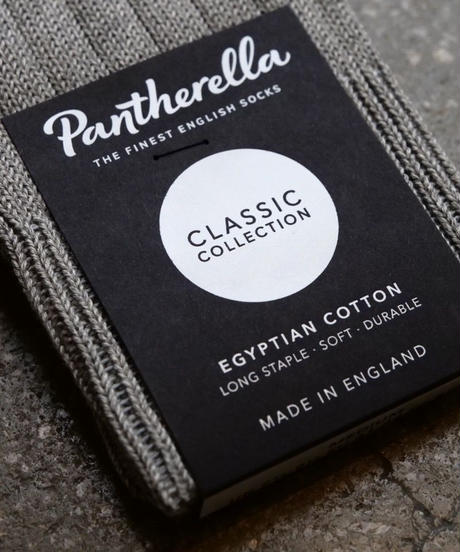 Pantherella
THE FINEST ENGLISH SOCKS
CLASSIC
COLLECTION
EGYPTIAN COTTON
LONG STAPLE · SOFT · DURABLE
MADE IN ENGLAND